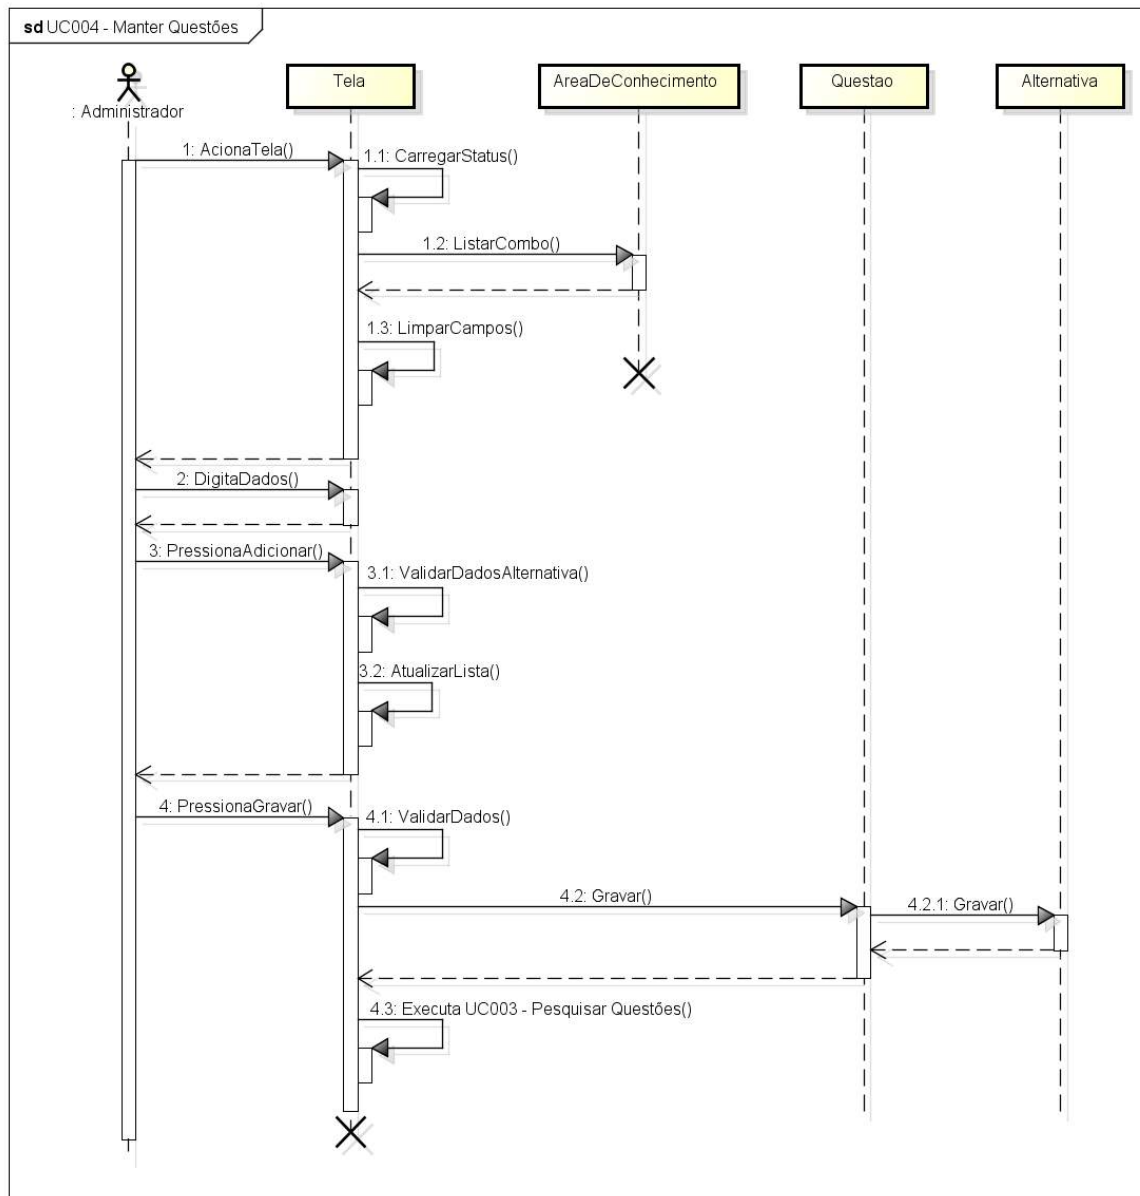 sd UC004 - Manter Questões
: Administrador
Tela
AreaDeConhecimento
Questao
Alternativa
1: AcionaTela()
1.1: CarregarStatus()
1.2: ListarCombo()
1.3: LimparCampos()
2: DigitaDados()
3: PressionaAdicionar()
3.1: ValidarDadosAlternativa()
3.2: AtualizarLista()
4: PressionaGravar()
4.1: ValidarDados()
4.2: Gravar()
4.2.1: Gravar()
4.3: Executa UC003 - Pesquisar Questões()